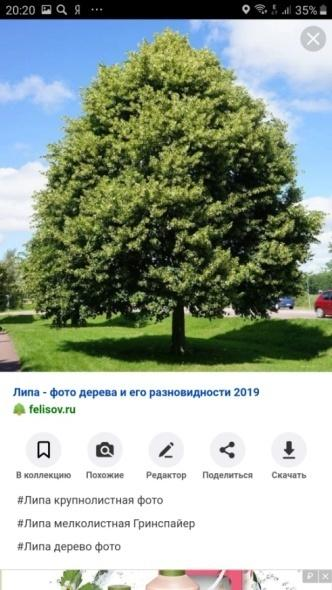 20:20 Я ... 35%
Липа - фото дерева и его разновидности 2019
felisov.ru
В коллекцию Похожие Редактор Поделиться Скачать
#Липа крупнолистная фото
#Липа мелколистная Гринспайер
#Липа дерево фото